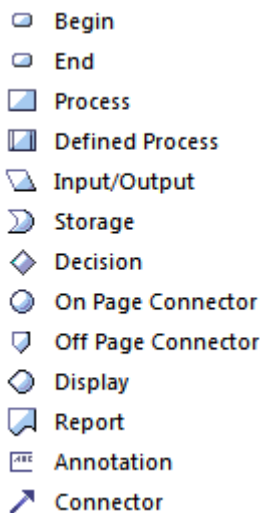 Begin
End
Process
Defined Process
Input/Output
Storage
Decision
On Page Connector
Off Page Connector
Display
Report
ABC Annotation
Connector